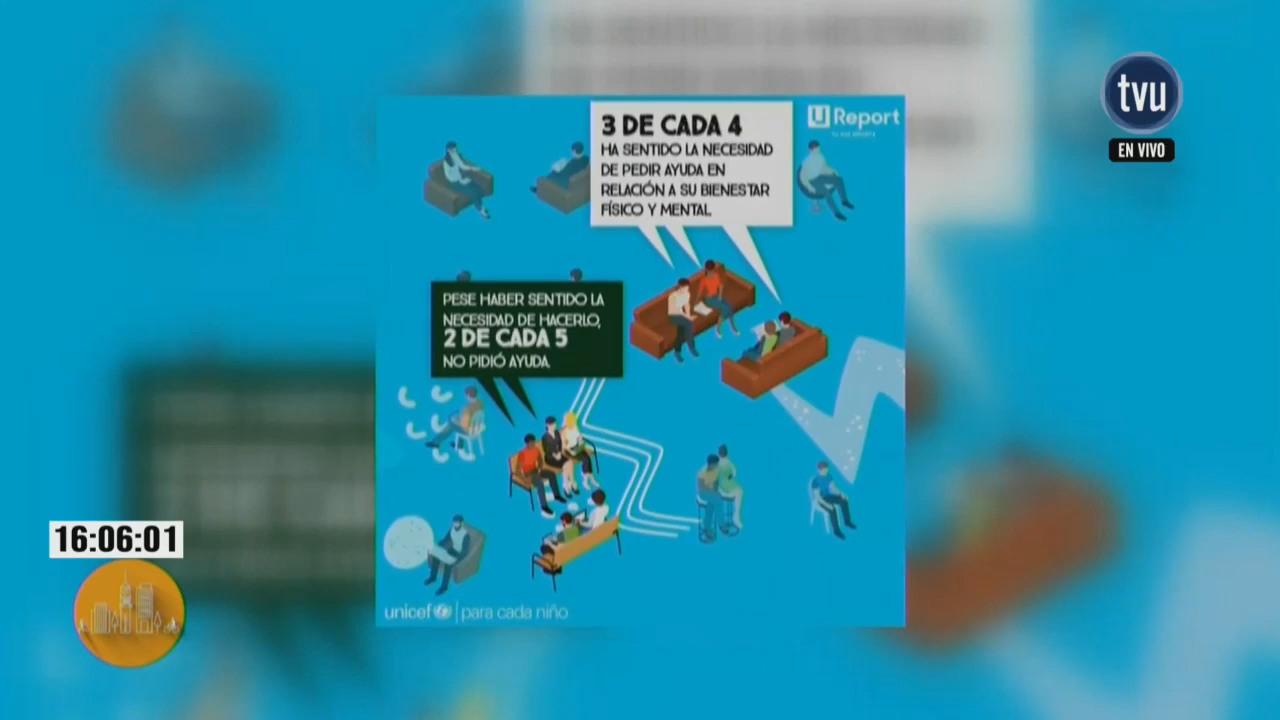 3 DE CADA 4
HA SENTIDO LA NECESIDAD
DE PEDIR AYUDA EN
RELACIÓN A SU BIENESTAR
FÍSICO Y MENTAL.
U Report
tvu
EN VIVO
PESE HABER SENTIDO LA
NECESIDAD DE HACERLO,
2 DE CADA 5
NO PIDIÓ AYUDA.
16:06:01
unicef | para cada niño